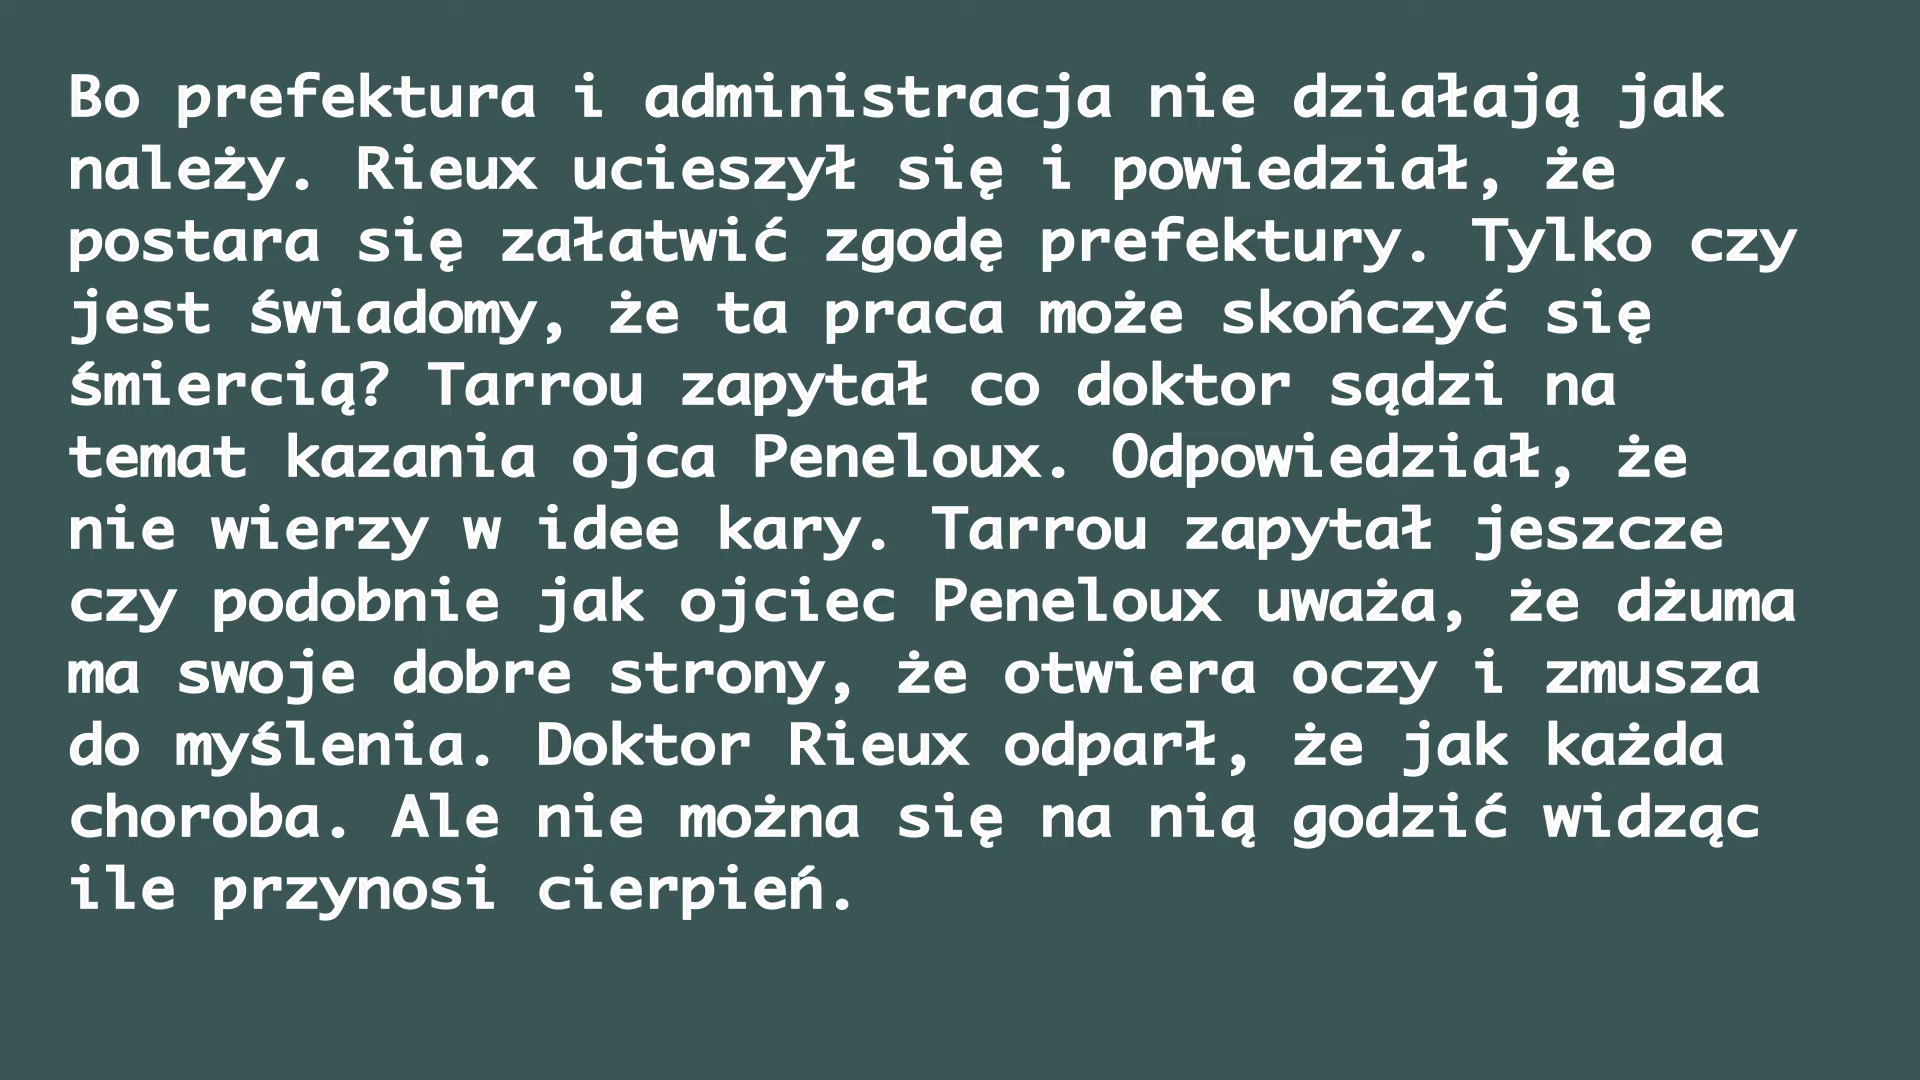 Bo prefektura i administracja nie działają jak
należy. Rieux ucieszył się i powiedział, że
postara się załatwić zgodę prefektury. Tylko czy
jest świadomy, że ta praca może skończyć się
śmiercią? Tarrou zapytał co doktor sądzi na
temat kazania ojca Peneloux. Odpowiedział, że
nie wierzy w idee kary. Tarrou zapytał jeszcze
czy podobnie jak ojciec Peneloux uważa, że dżuma
ma swoje dobre strony, że otwiera oczy i zmusza
do myślenia. Doktor Rieux odparł, że jak każda
choroba. Ale nie można się na nią godzić widząc
ile przynosi cierpień.